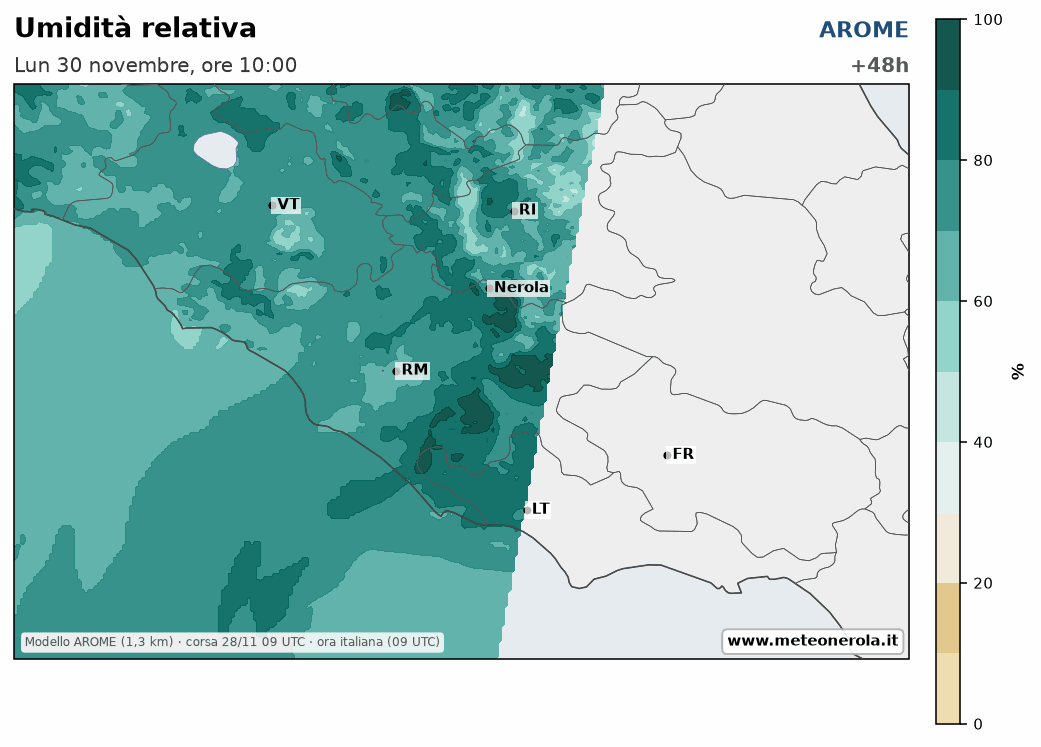 Umidità relativa
AROME
Lun 30 novembre, ore 10:00
+48h
VT
RI
Nerola
RM
FR
LT
Modello AROME (1,3 km) · corsa 28/11 09 UTC · ora italiana (09 UTC)
www.meteonerola.it
100
80
60
40
20
0
%